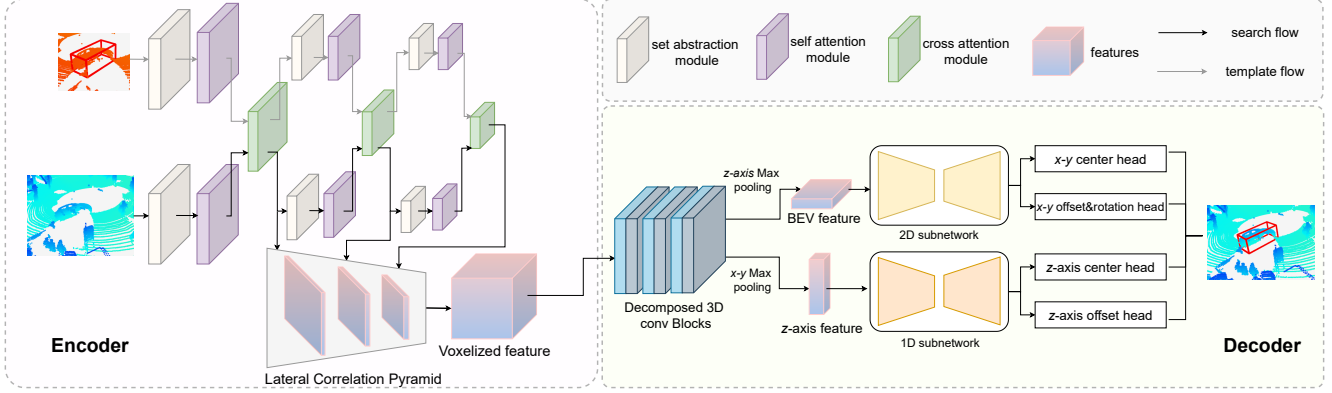 set abstraction
module
self attention
module
cross attention
module
features
search flow
template flow
Encoder
Voxelized feature
Lateral Correlation Pyramid
z-axis Max
pooling
BEV feature
x-y Max
pooling
z-axis feature
Decomposed 3D
conv Blocks
2D subnetwork
1D subnetwork
x-y center head
x-y offset&rotation head
z-axis center head
z-axis offset head
Decoder